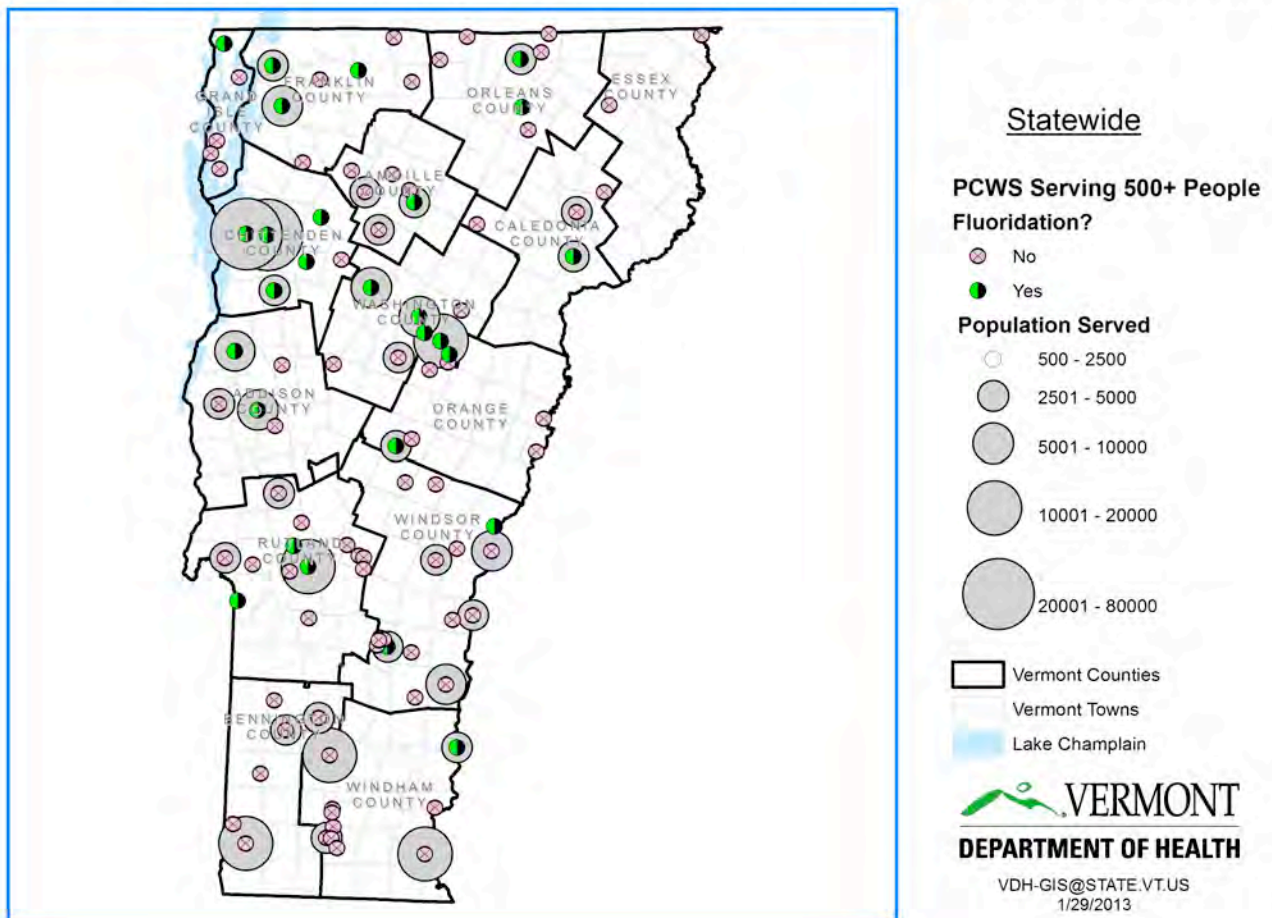 FRANKLIN
COUNTY
GRAND
ISLE
COUNTY
ORLEANS
COUNTY
ESSEX
COUNTY
LAMOILLE
COUNTY
CALEDONIA
COUNTY
CHITTENDEN
COUNTY
WASHINGTON
COUNTY
ADDISON
COUNTY
ORANGE
COUNTY
WINDSOR
COUNTY
RUTLAND
COUNTY
BENNINGTON
COUNTY
WINDHAM
COUNTY
Statewide
PCWS Serving 500+ People
Fluoridation?
No
Yes
Population Served
500 - 2500
2501 - 5000
5001 - 10000
10001 - 20000
20001 - 80000
Vermont Counties
Vermont Towns
Lake Champlain
VERMONT
DEPARTMENT OF HEALTH
VDH-GIS@STATE.VT.US
1/29/2013